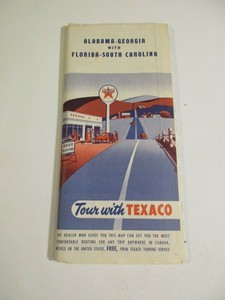 ALABAMA-GEORGIA
WITH
FLORIDA-SOUTH CAROLINA
Tour with TEXACO
THE DEALER WHO GIVES YOU THIS MAP CAN GET YOU THE MOST
COMFORTABLE ROUTING FOR ANY TRIP ANYWHERE IN CANADA,
MEXICO OR THE UNITED STATES, FREE, FROM TEXACO TOURING SERVICE